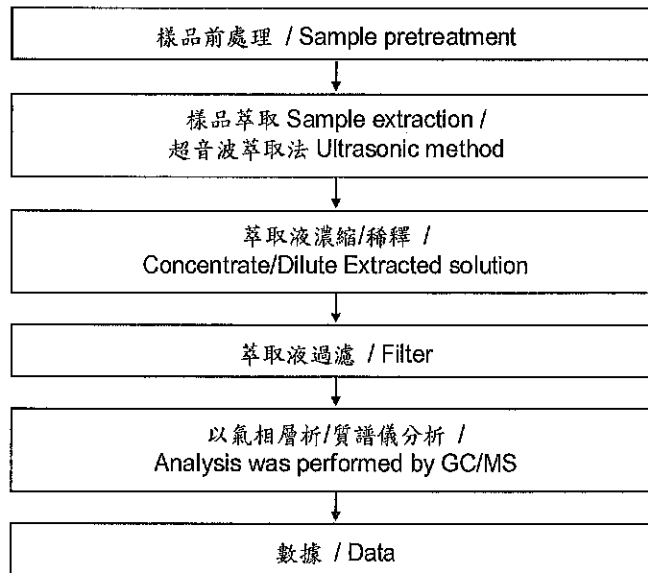 樣品前處理 / Sample pretreatment
樣品萃取 Sample extraction /
超音波萃取法 Ultrasonic method
萃取液濃縮/稀釋 /
Concentrate/Dilute Extracted solution
萃取液過濾 / Filter
以氣相層析/質譜儀分析 /
Analysis was performed by GC/MS
數據 / Data